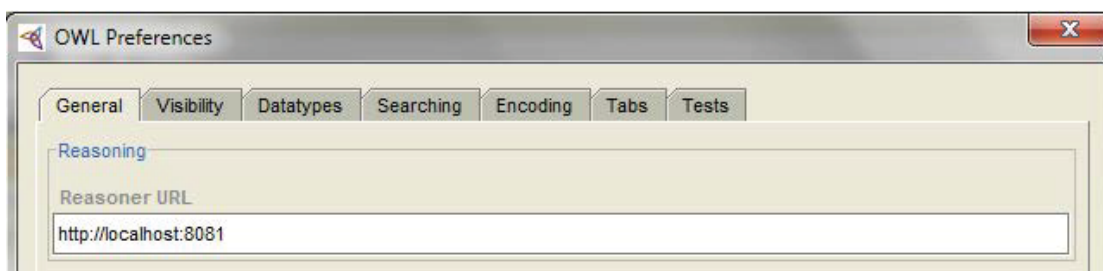 OWL Preferences
X
General Visibility Datatypes Searching Encoding Tabs Tests
Reasoning
Reasoner URL
http://localhost:8081